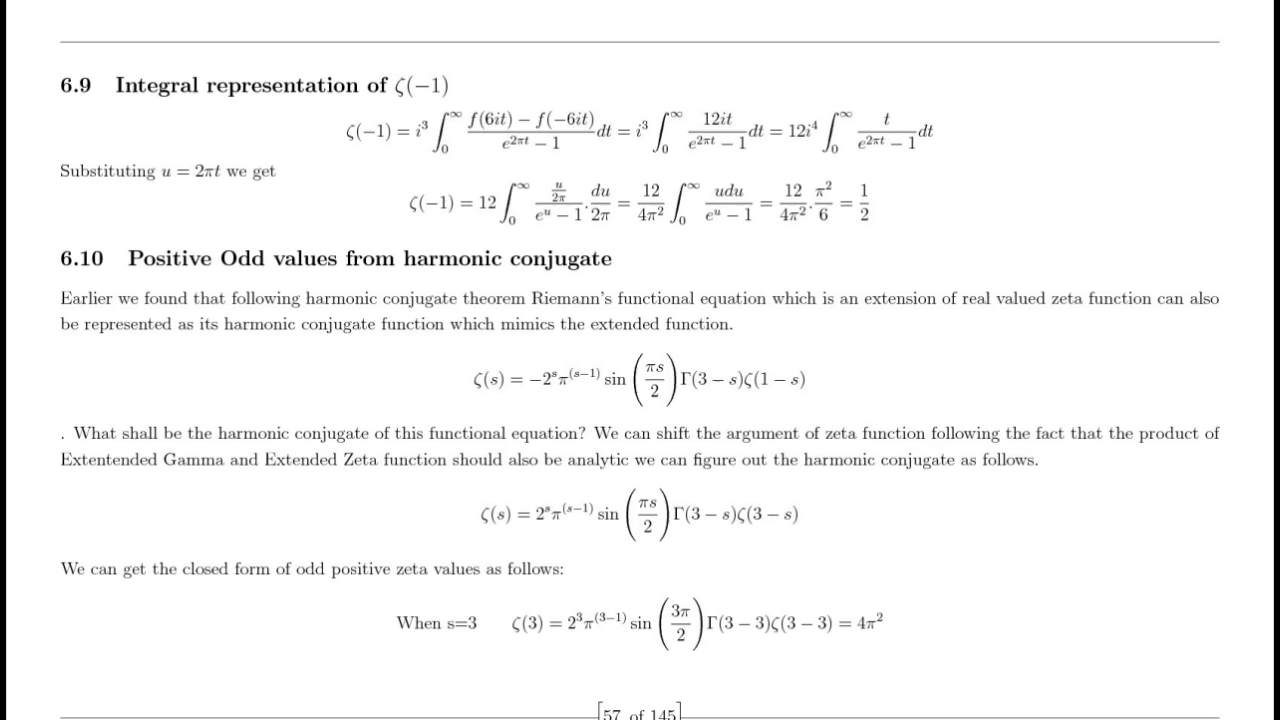 6.9 Integral representation of ζ(−1)
ζ(−1) = i³ ∫₀^∞ (f(6it) − f(−6it))/(e^{2πt} − 1) dt = i³ ∫₀^∞ 12it/(e^{2πt} − 1) dt = 12i⁴ ∫₀^∞ t/(e^{2πt} − 1) dt
Substituting u = 2πt we get
ζ(−1) = 12 ∫₀^∞ (u/2π)/(e^u − 1) . du/2π = 12/4π² ∫₀^∞ udu/(e^u − 1) = 12/4π² . π²/6 = 1/2
6.10 Positive Odd values from harmonic conjugate
Earlier we found that following harmonic conjugate theorem Riemann's functional equation which is an extension of real valued zeta function can also
be represented as its harmonic conjugate function which mimics the extended function.
ζ(s) = −2^s π^{(s−1)} sin (πs/2) Γ(3 − s)ζ(1 − s)
. What shall be the harmonic conjugate of this functional equation? We can shift the argument of zeta function following the fact that the product of
Extentended Gamma and Extended Zeta function should also be analytic we can figure out the harmonic conjugate as follows.
ζ(s) = 2^s π^{(s−1)} sin (πs/2) Γ(3 − s)ζ(3 − s)
We can get the closed form of odd positive zeta values as follows:
When s=3 ζ(3) = 2³π^{(3−1)} sin (3π/2) Γ(3 − 3)ζ(3 − 3) = 4π²
[57 of 145]